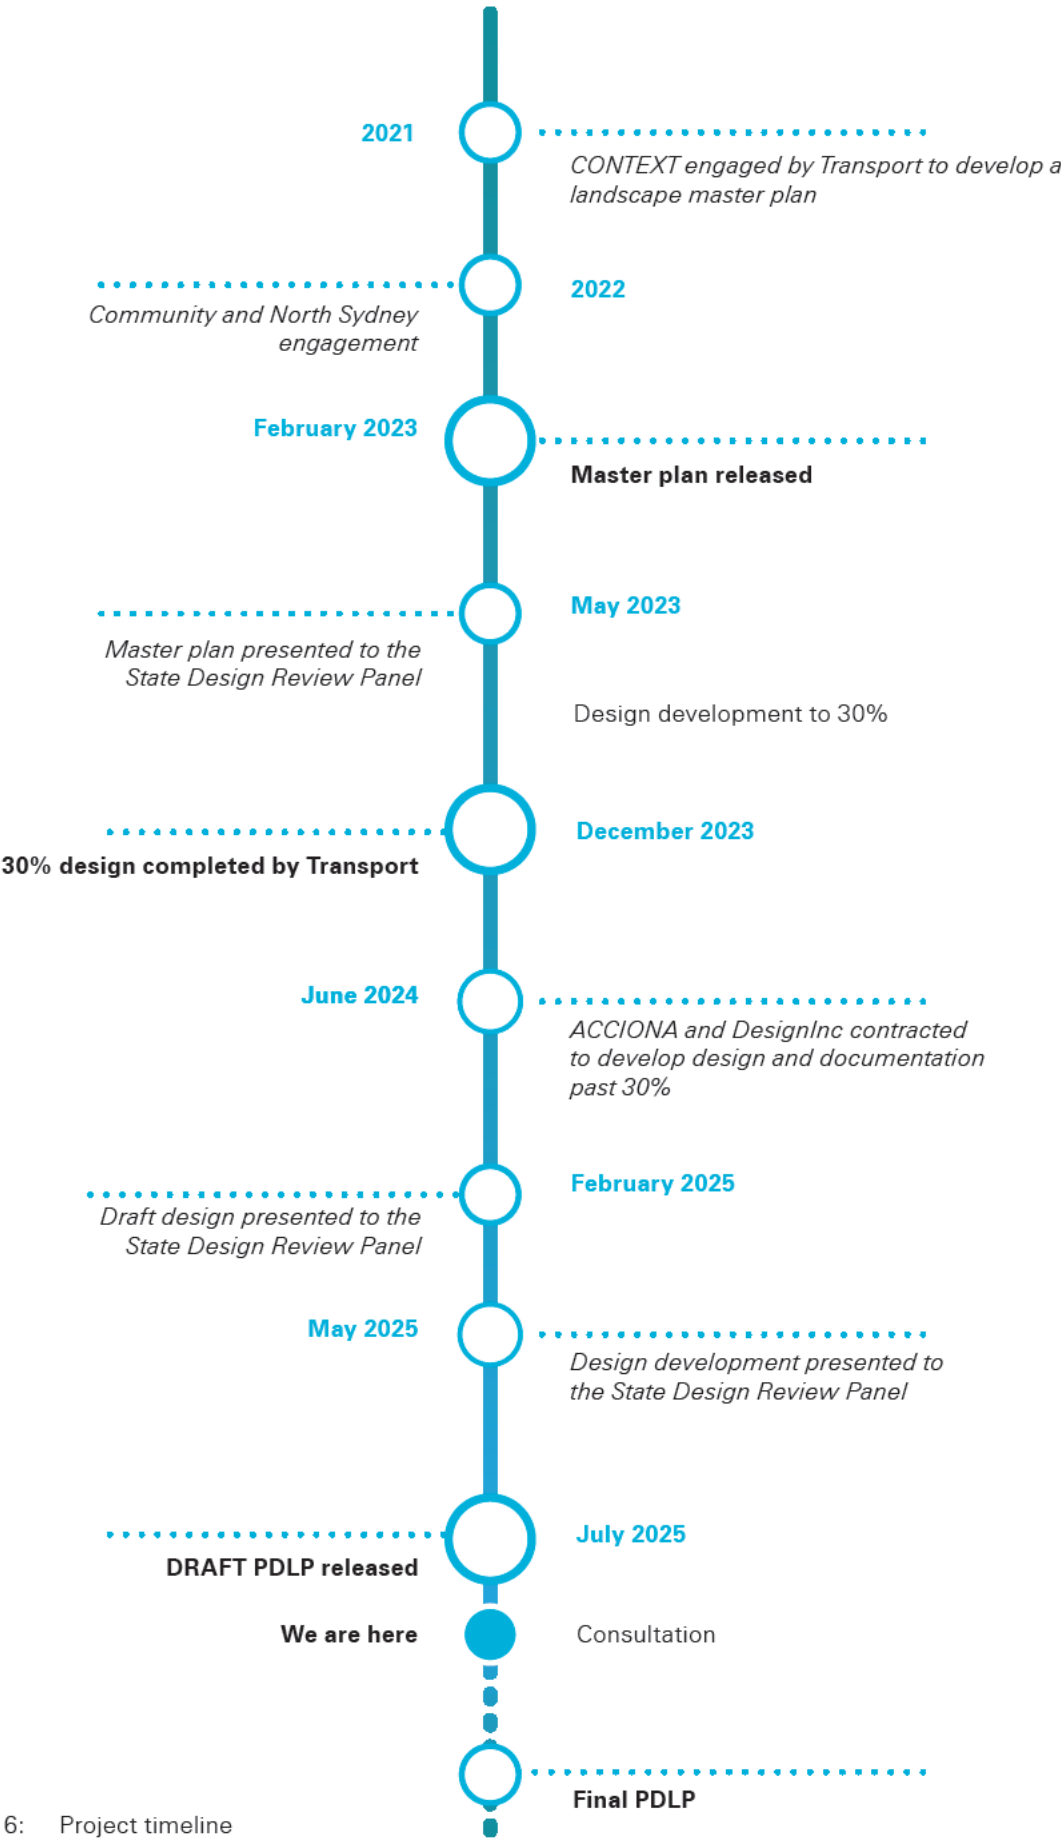 2021
CONTEXT engaged by Transport to develop a
landscape master plan
2022
Community and North Sydney
engagement
February 2023
Master plan released
May 2023
Master plan presented to the
State Design Review Panel
Design development to 30%
December 2023
30% design completed by Transport
June 2024
ACCIONA and DesignInc contracted
to develop design and documentation
past 30%
February 2025
Draft design presented to the
State Design Review Panel
May 2025
Design development presented to
the State Design Review Panel
July 2025
DRAFT PDLP released
We are here
Consultation
Final PDLP
6: Project timeline